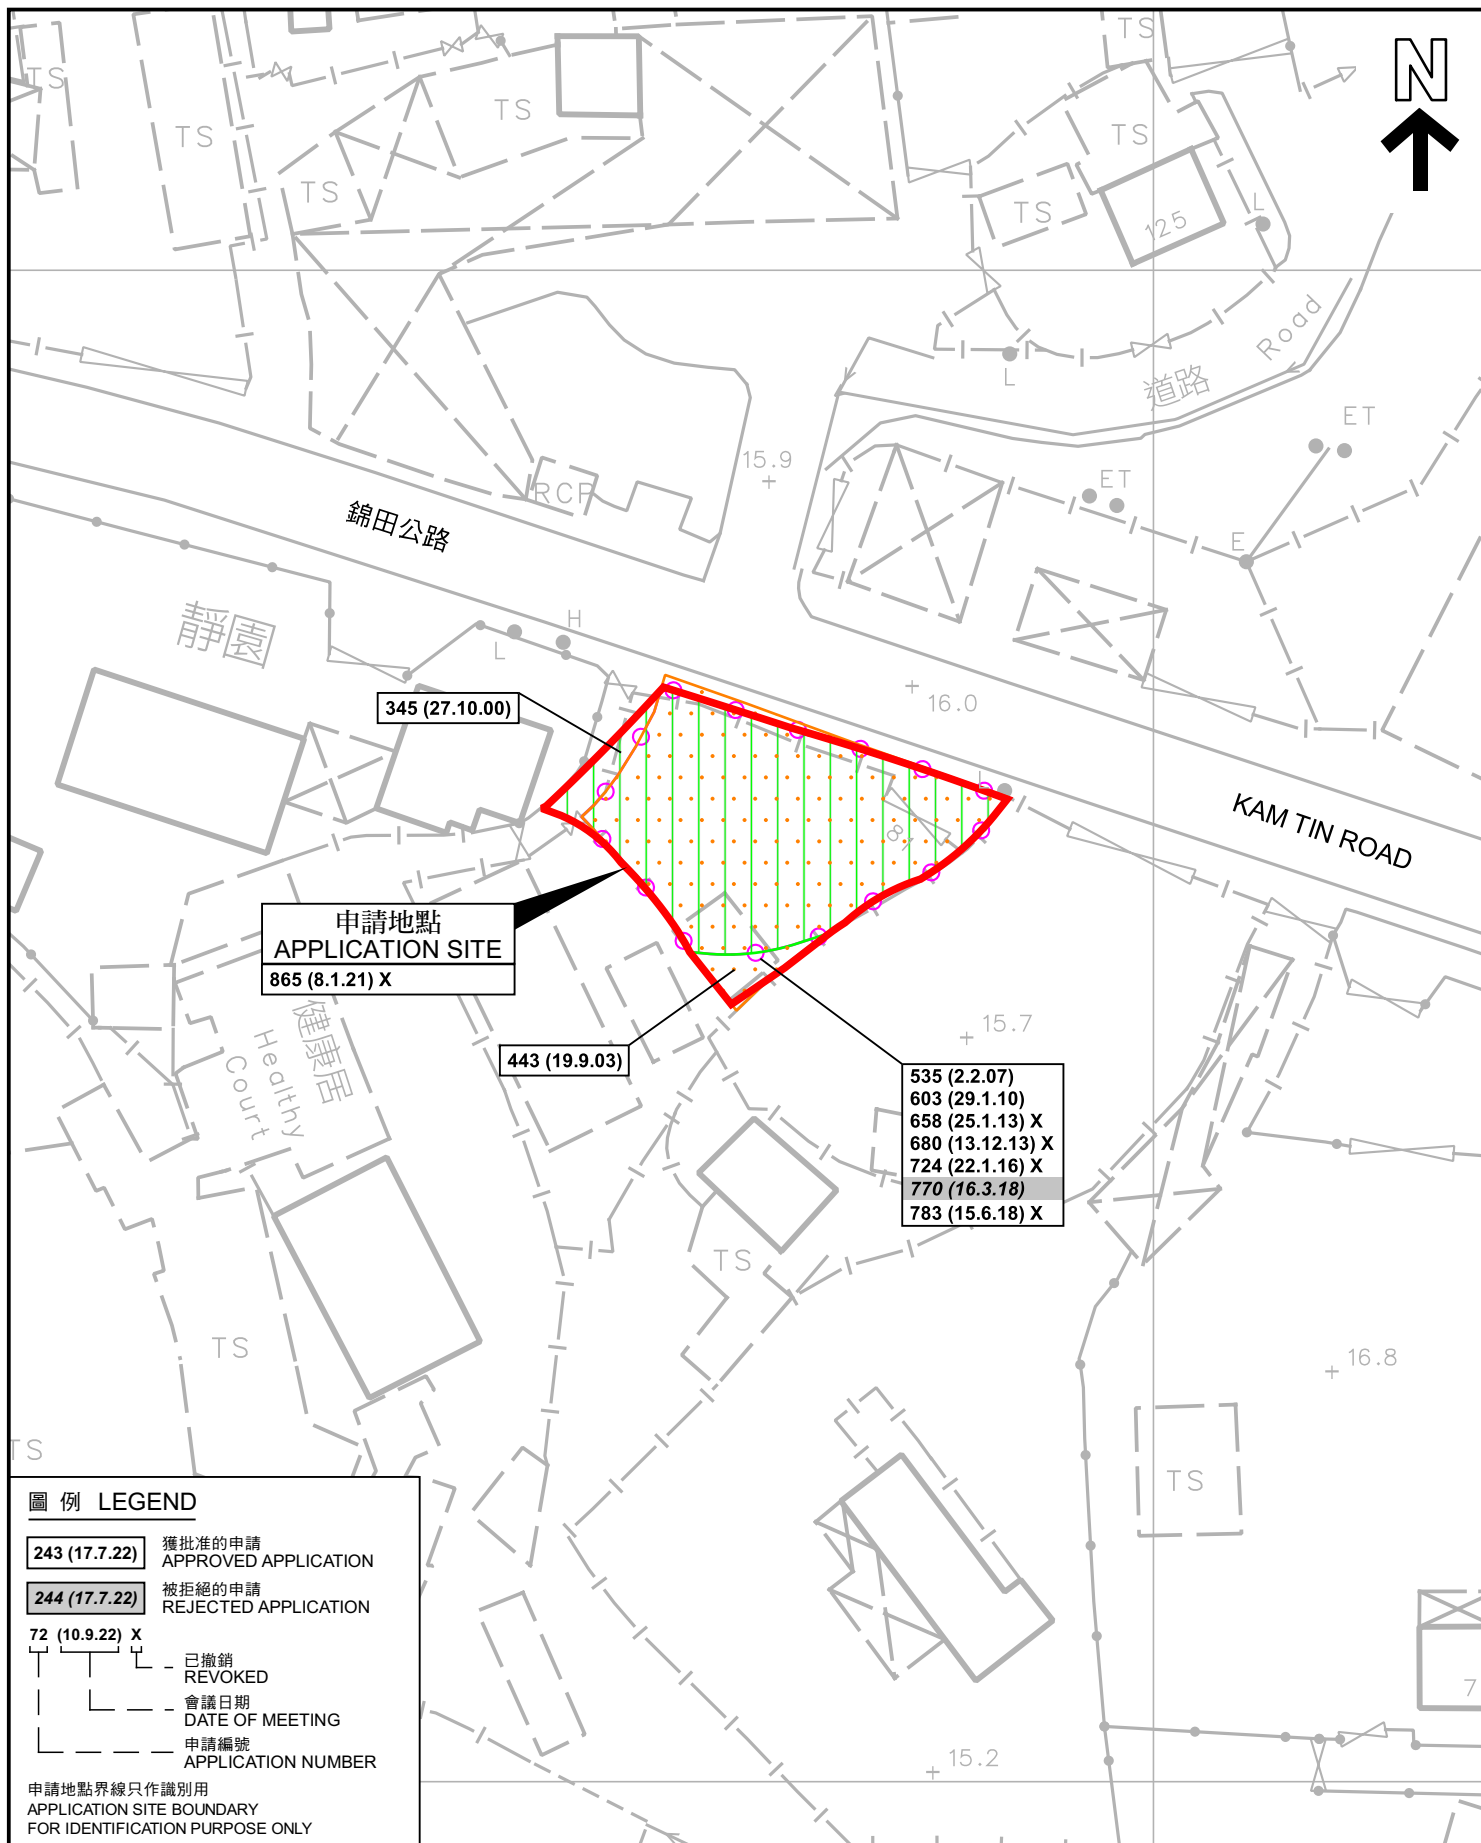 N
TS
TS
TS
TS
TS
TS
TS
125
L
L
道路
Road
ET
ET
E
15.9
RCP
錦田公路
靜園
H
L
345 (27.10.00)
16.0
L
KAM TIN ROAD
申請地點
APPLICATION SITE
865 (8.1.21) X
健康居
Healthy
Court
443 (19.9.03)
15.7
535 (2.2.07)
603 (29.1.10)
658 (25.1.13) X
680 (13.12.13) X
724 (22.1.16) X
770 (16.3.18)
783 (15.6.18) X
TS
TS
16.8
TS
TS
15.2
7
圖 例 LEGEND
243 (17.7.22)
獲批准的申請
APPROVED APPLICATION
244 (17.7.22)
被拒絕的申請
REJECTED APPLICATION
72 (10.9.22) X
已撤銷
REVOKED
會議日期
DATE OF MEETING
申請編號
APPLICATION NUMBER
申請地點界線只作識別用
APPLICATION SITE BOUNDARY
FOR IDENTIFICATION PURPOSE ONLY